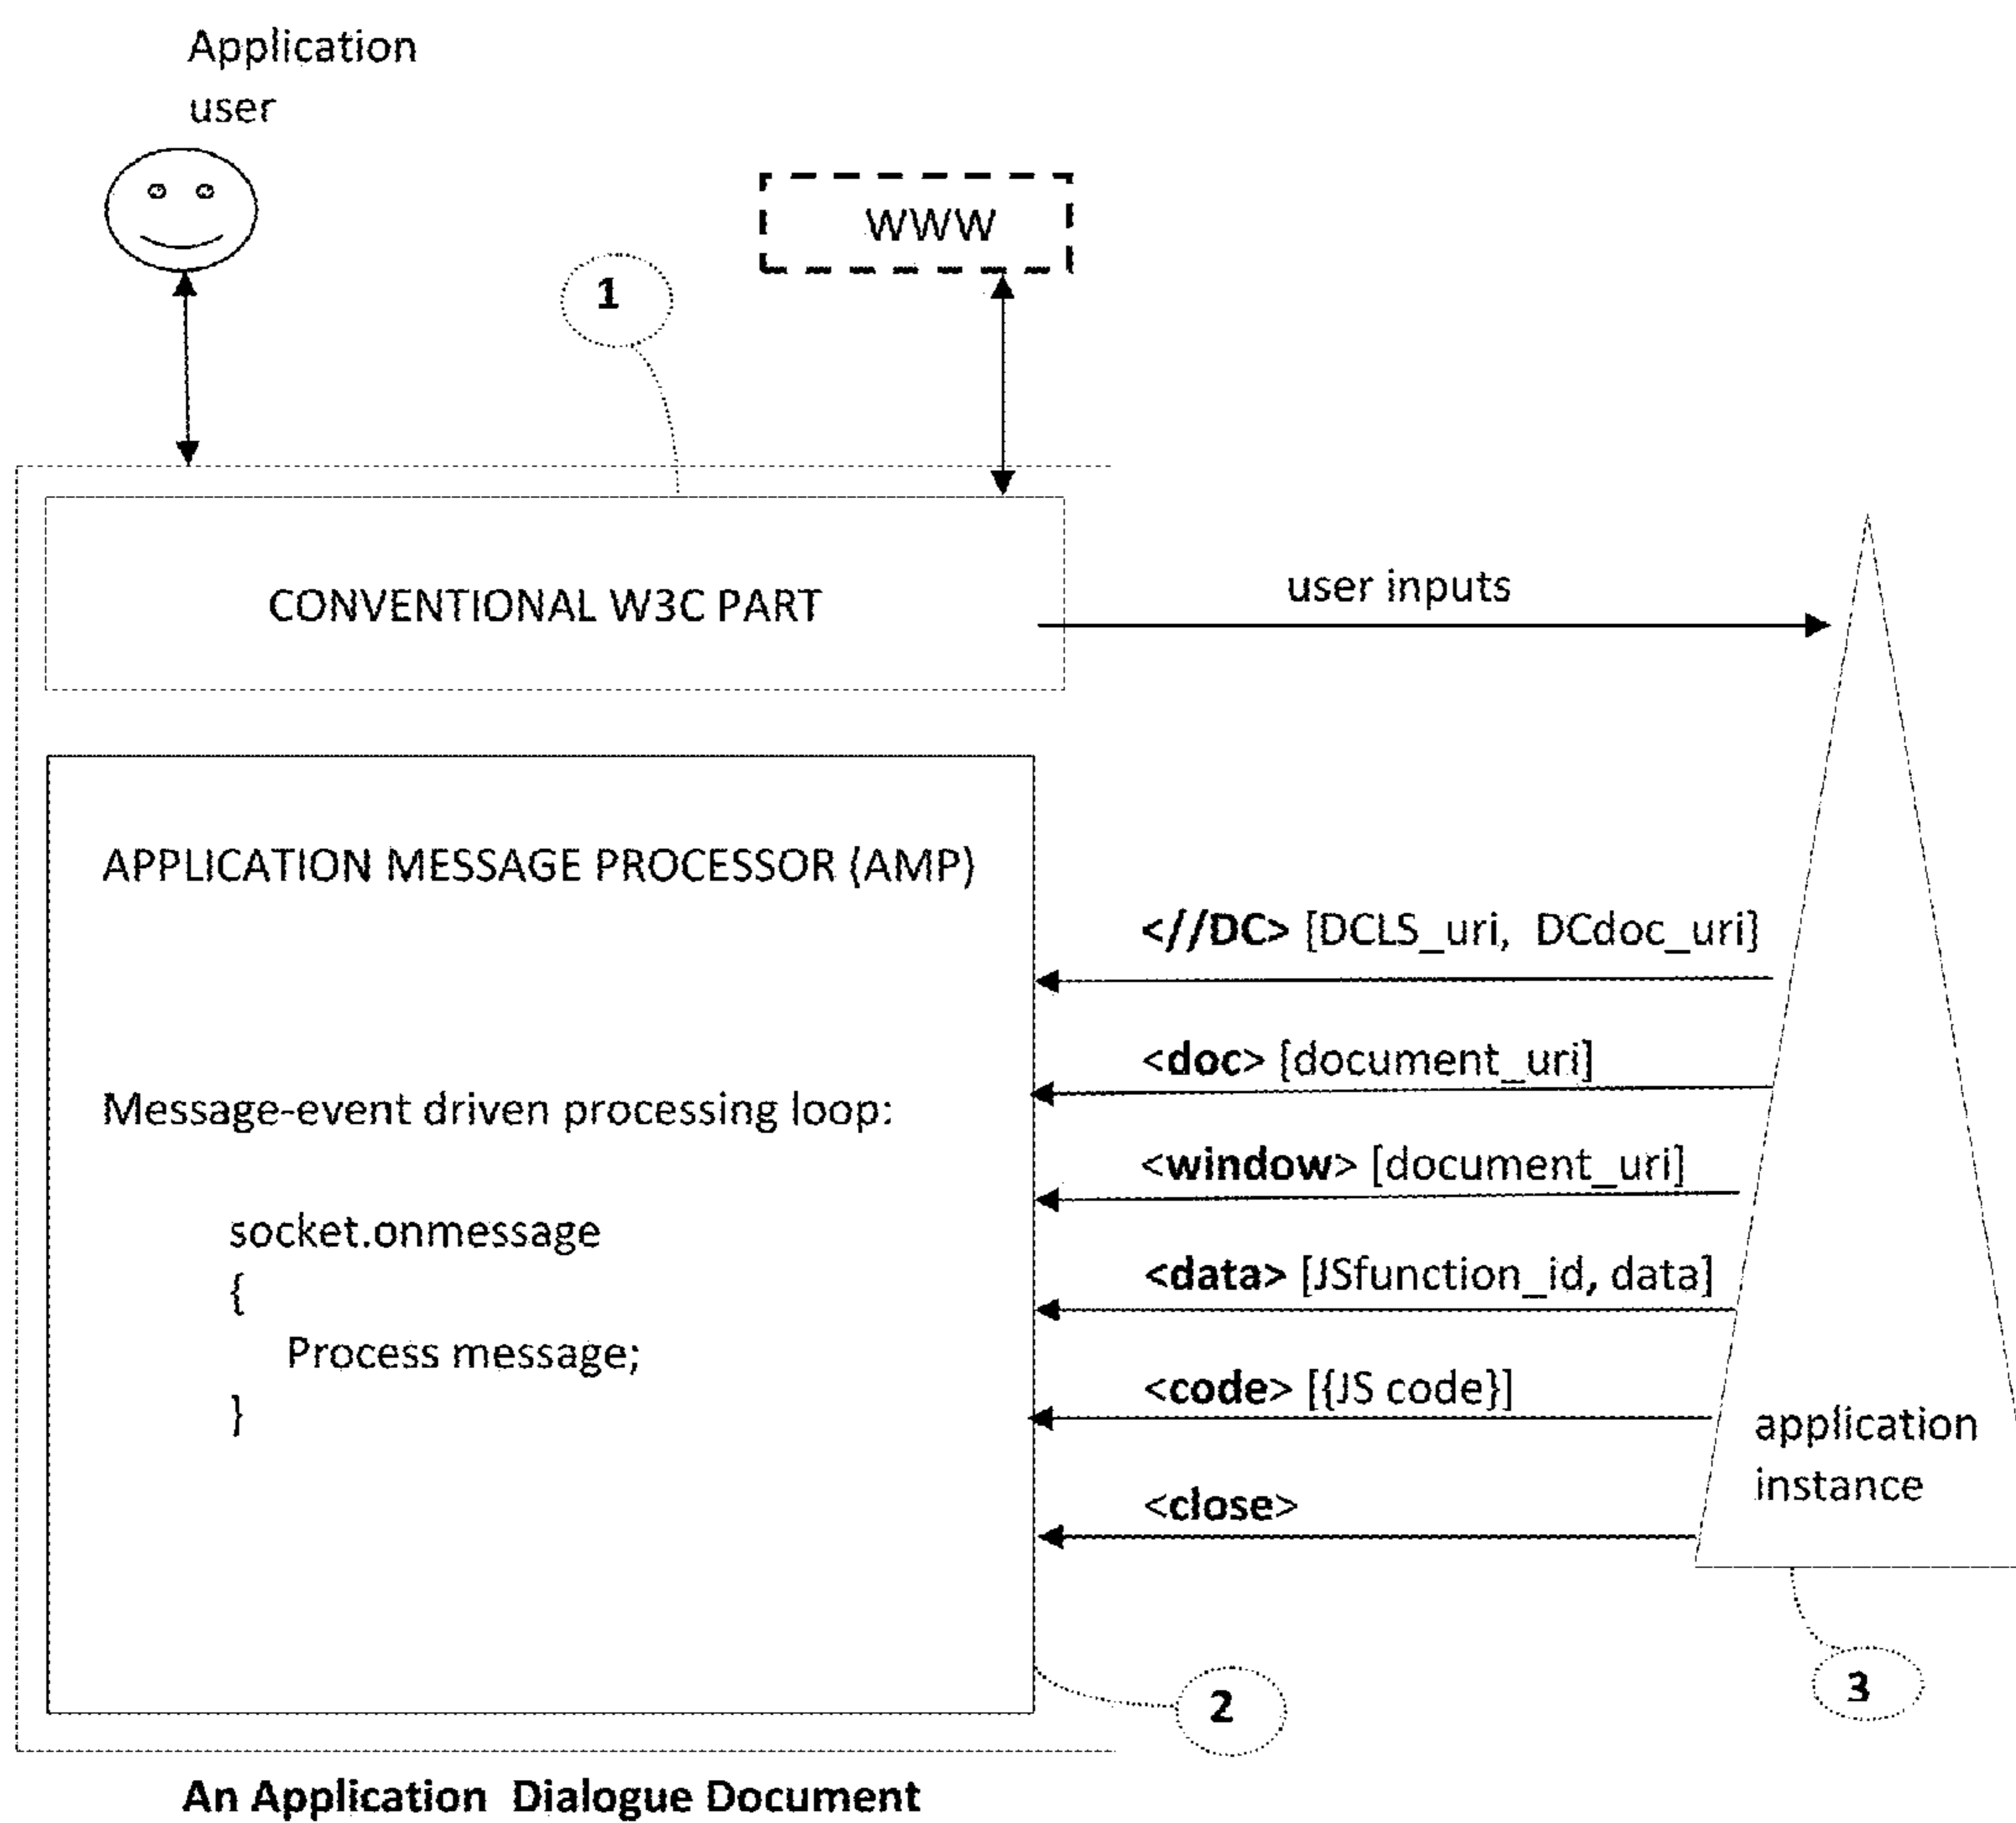 Application
user
WWW
1
CONVENTIONAL W3C PART
user inputs
APPLICATION MESSAGE PROCESSOR (AMP)
<//DC> [DCLS_uri, DCdoc_uri]
<doc> [document_uri]
Message-event driven processing loop:
<window> [document_uri]
socket.onmessage
{
<data> [JSfunction_id, data]
Process message;
<code> [{JS code}]
}
application
instance
<close>
2
3
An Application Dialogue Document